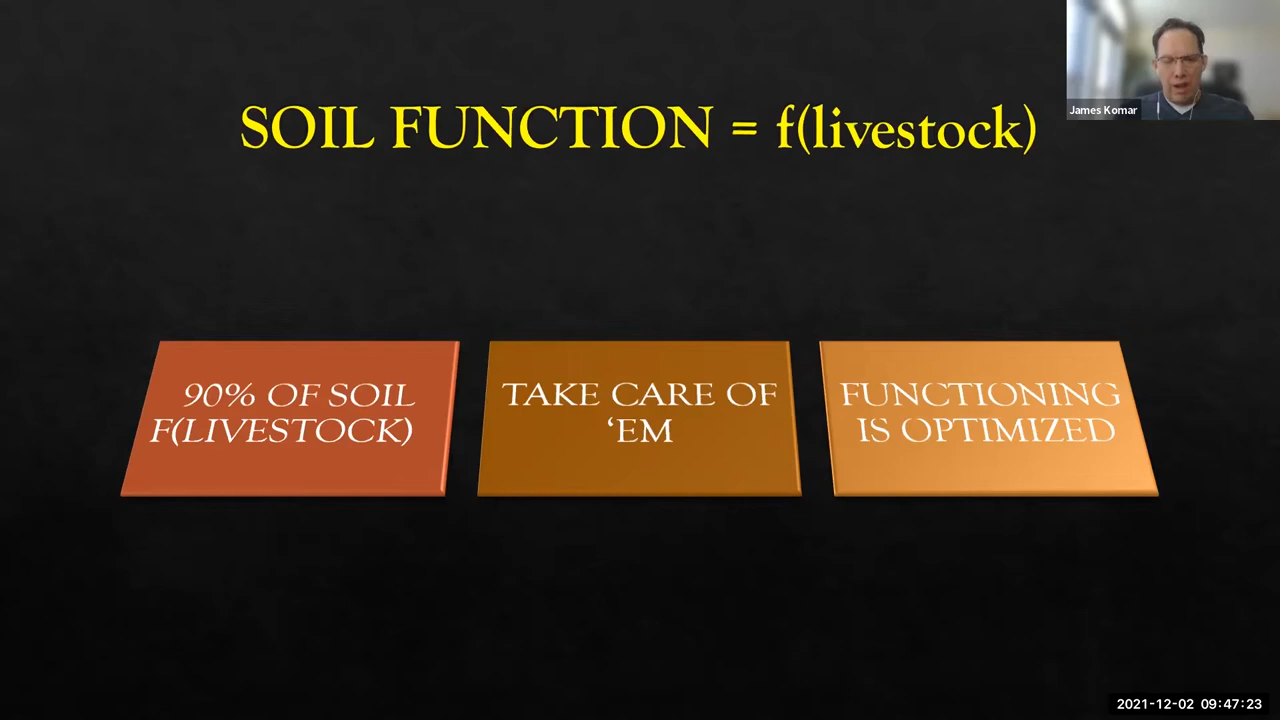 James Komar
SOIL FUNCTION = f(livestock)
90% OF SOIL
F(LIVESTOCK)
TAKE CARE OF
‘EM
FUNCTIONING
IS OPTIMIZED
2021-12-02 09:47:23